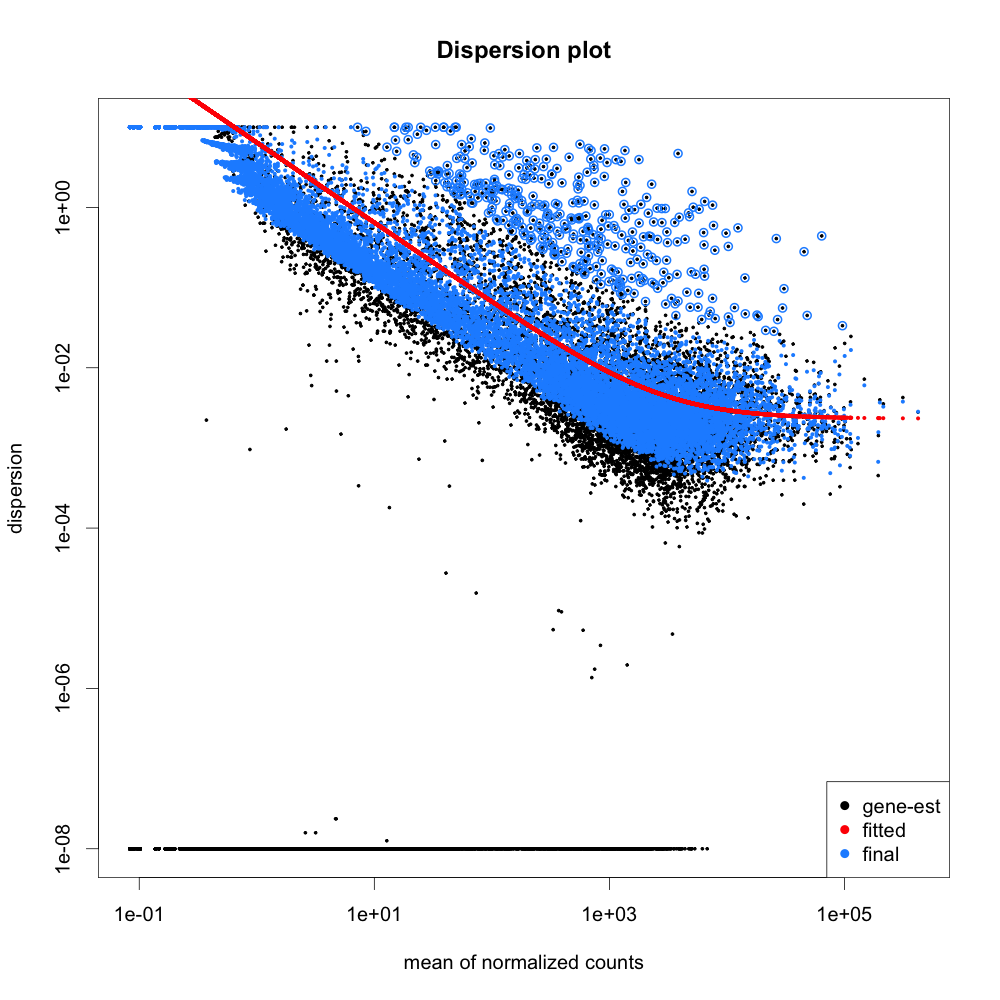 Dispersion plot
dispersion
1e+00
1e-02
1e-04
1e-06
1e-08
gene-est
fitted
final
1e-01
1e+01
1e+03
1e+05
mean of normalized counts